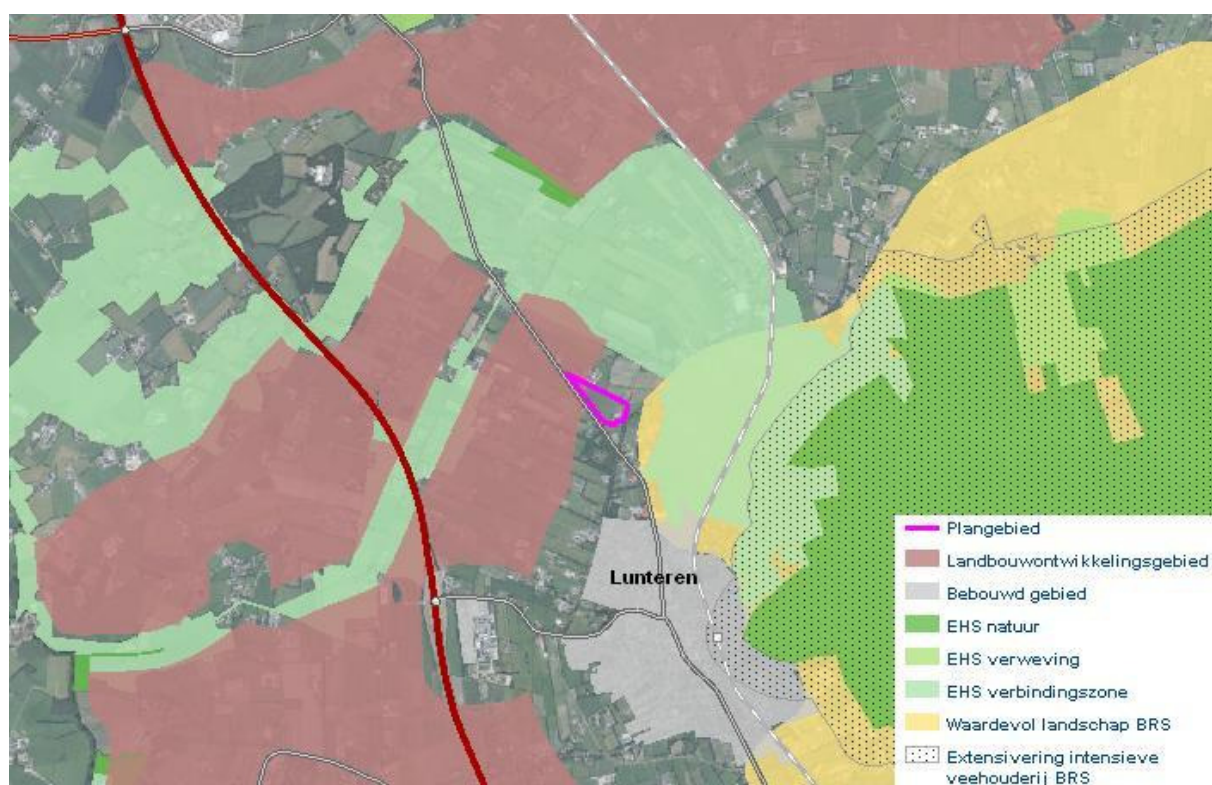 Lunteren
Plangebied
Landbouwontwikkelingsgebied
Bebouwd gebied
EHS natuur
EHS verweving
EHS verbindingszone
Waardevol landschap BRS
Extensivering intensieve
veehouderij BRS